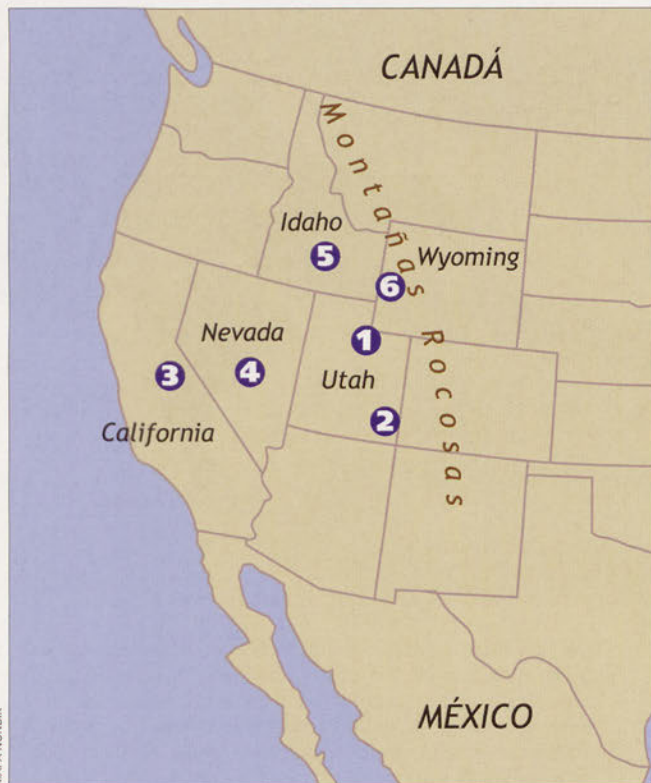 CANADÁ
Montañas Rocosas
Idaho
5
Wyoming
6
Nevada
1
4
Utah
3
2
California
MÉXICO